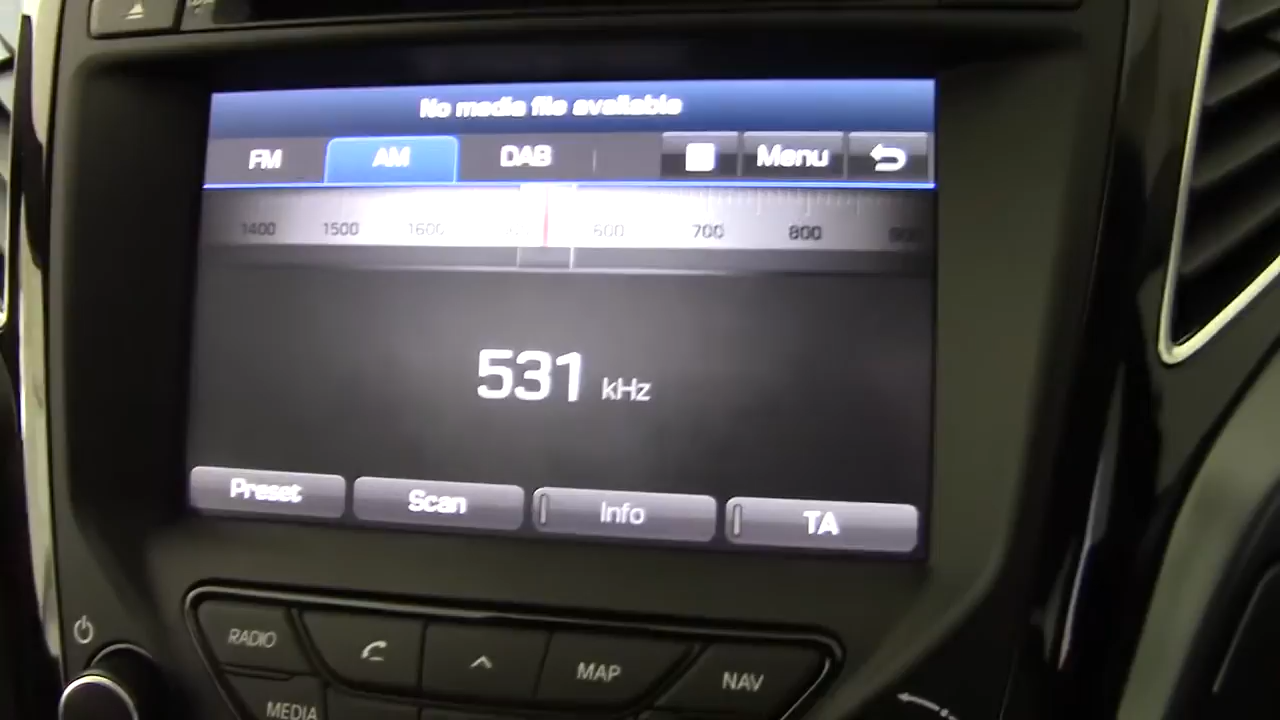 No media file available
FM AM DAB Menu
1400 1500 1600 600 700 800 900
531 kHz
Preset Scan Info TA
RADIO MAP NAV
MEDIA